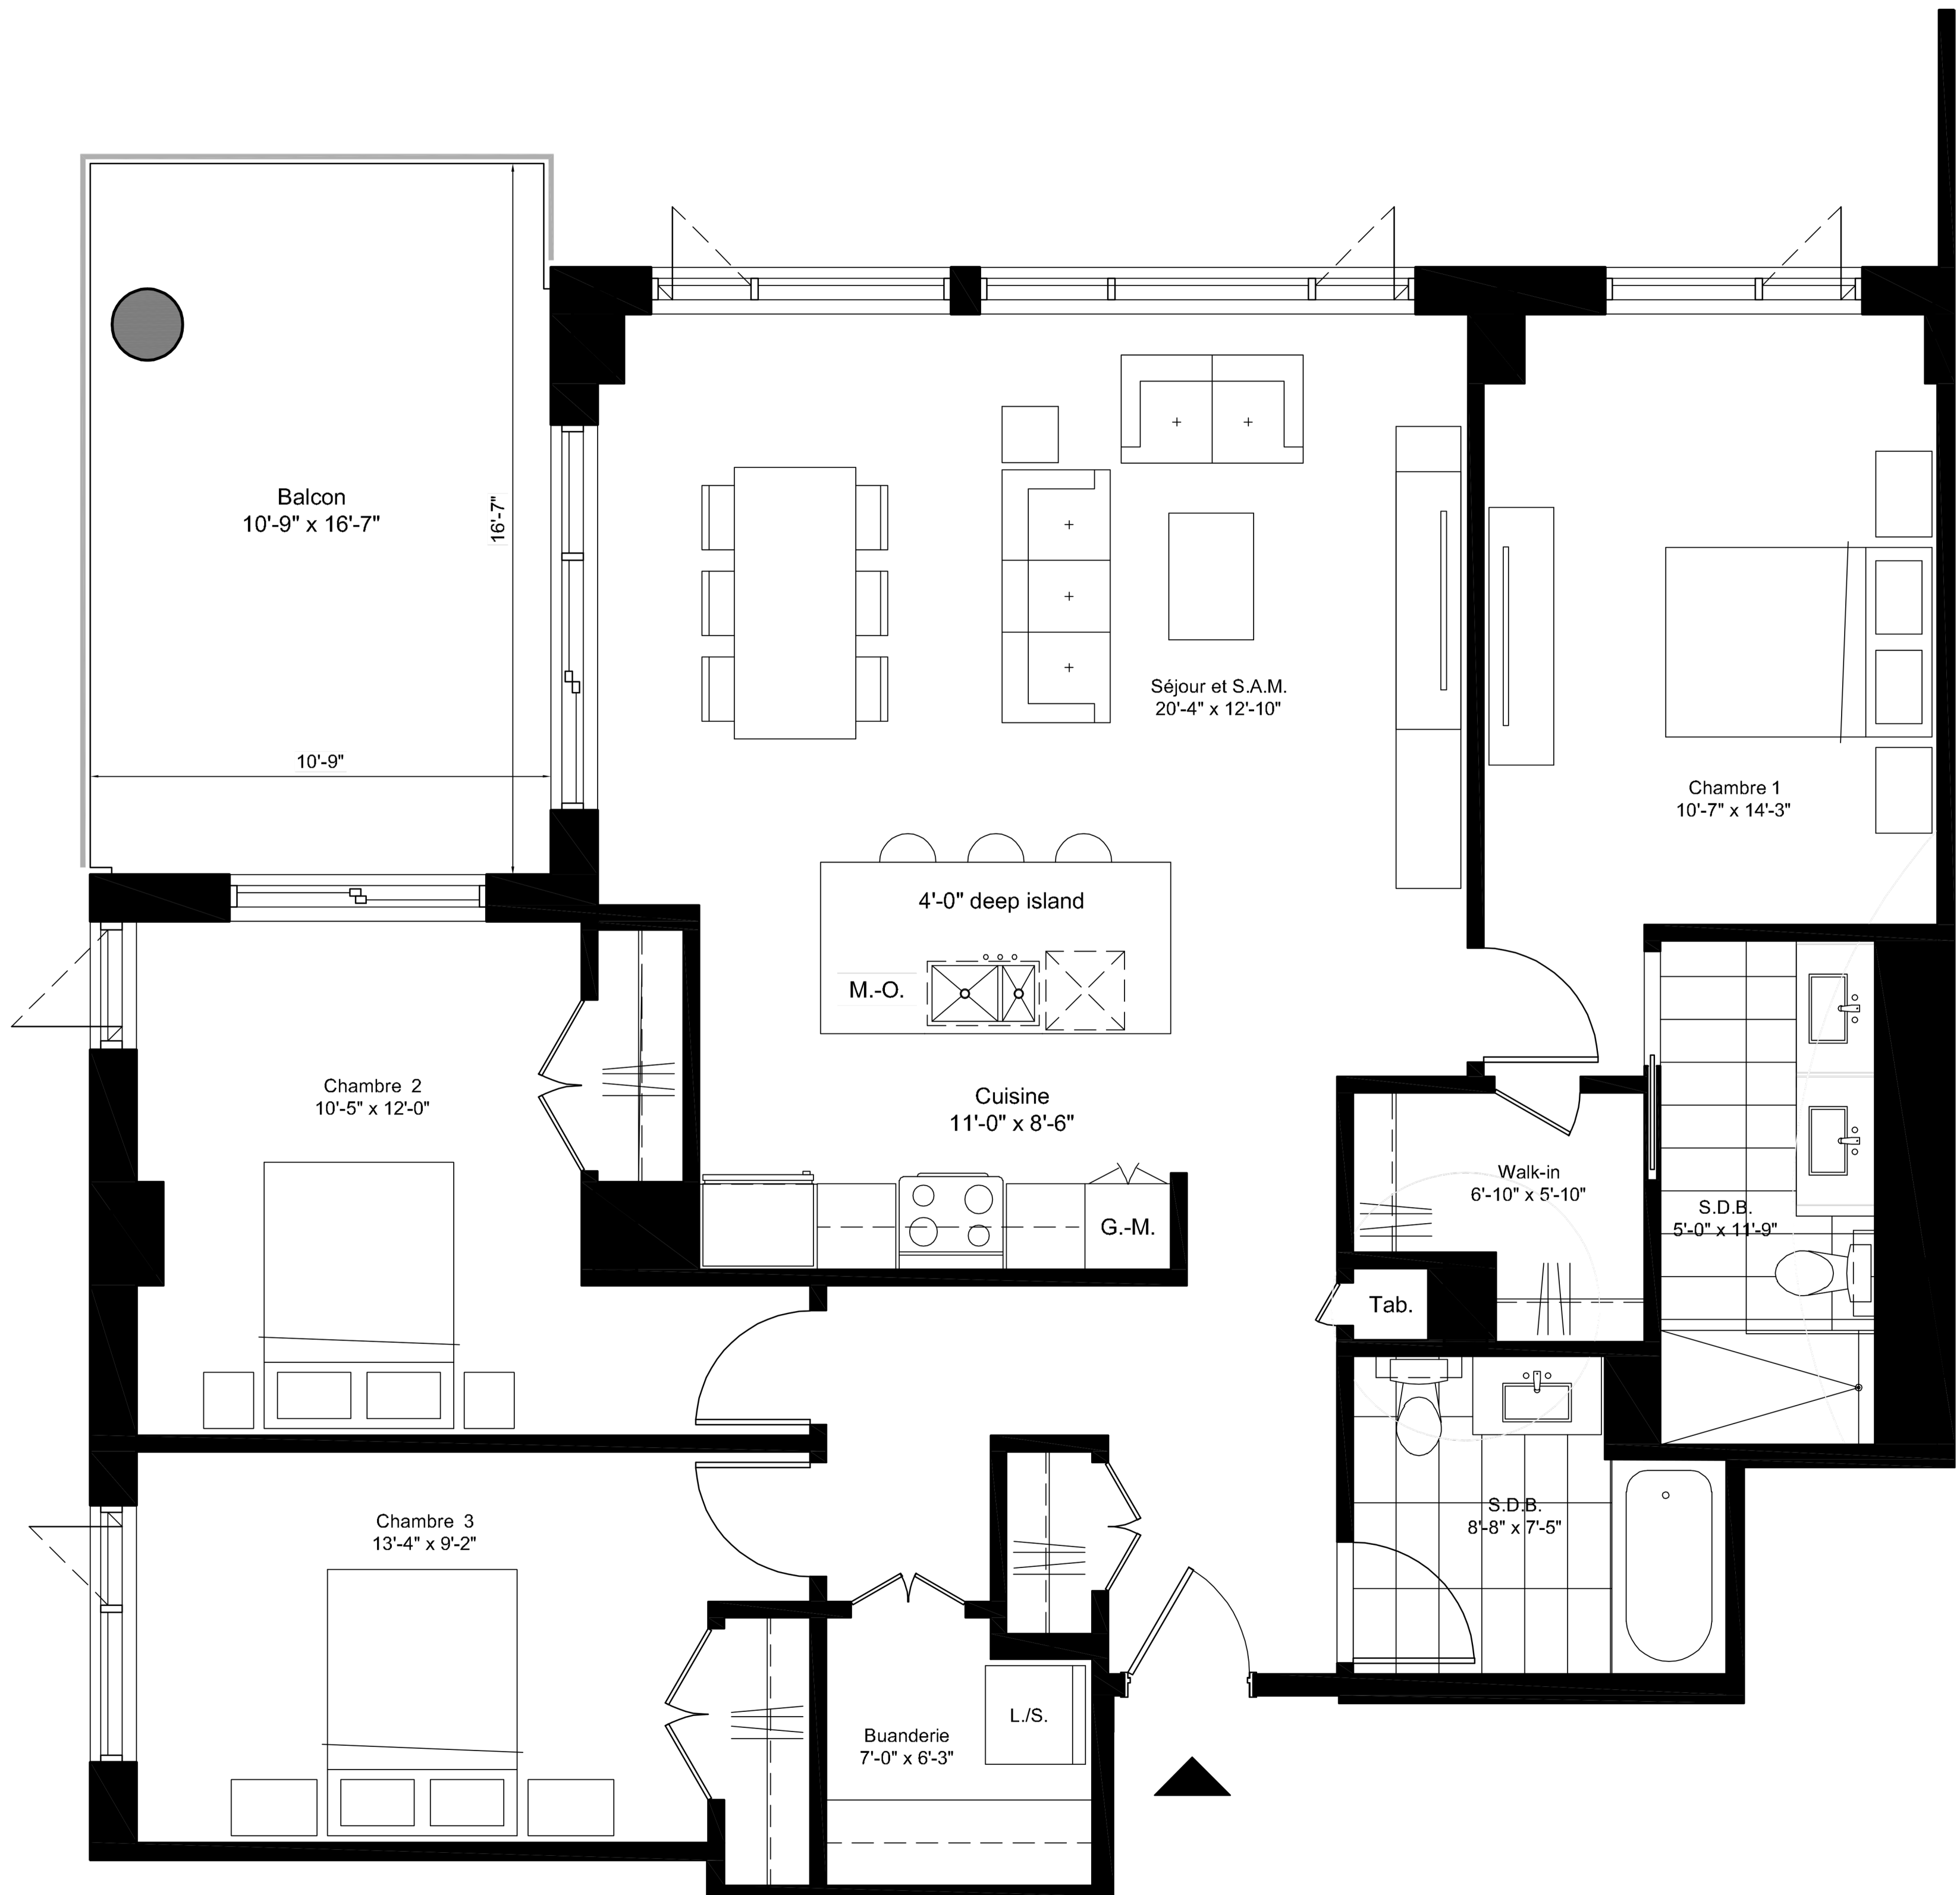 Balcon
10'-9" x 16'-7"
16'-7"
10'-9"
Séjour et S.A.M.
20'-4" x 12'-10"
Chambre 1
10'-7" x 14'-3"
4'-0" deep island
M.-O.
Chambre 2
10'-5" x 12'-0"
Cuisine
11'-0" x 8'-6"
G.-M.
Walk-in
6'-10" x 5'-10"
S.D.B.
5'-0" x 11'-9"
Tab.
Chambre 3
13'-4" x 9'-2"
S.D.B.
8'-8" x 7'-5"
L./S.
Buanderie
7'-0" x 6'-3"